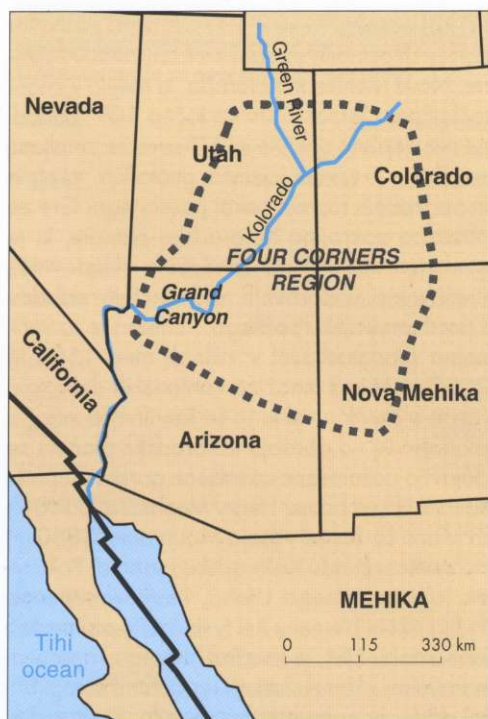 Green River
Nevada
Utah
Colorado
Kolorado
FOUR CORNERS
REGION
Grand
Canyon
California
Nova Mehika
Arizona
MEHIKA
Tihi
ocean
0 115 330 km